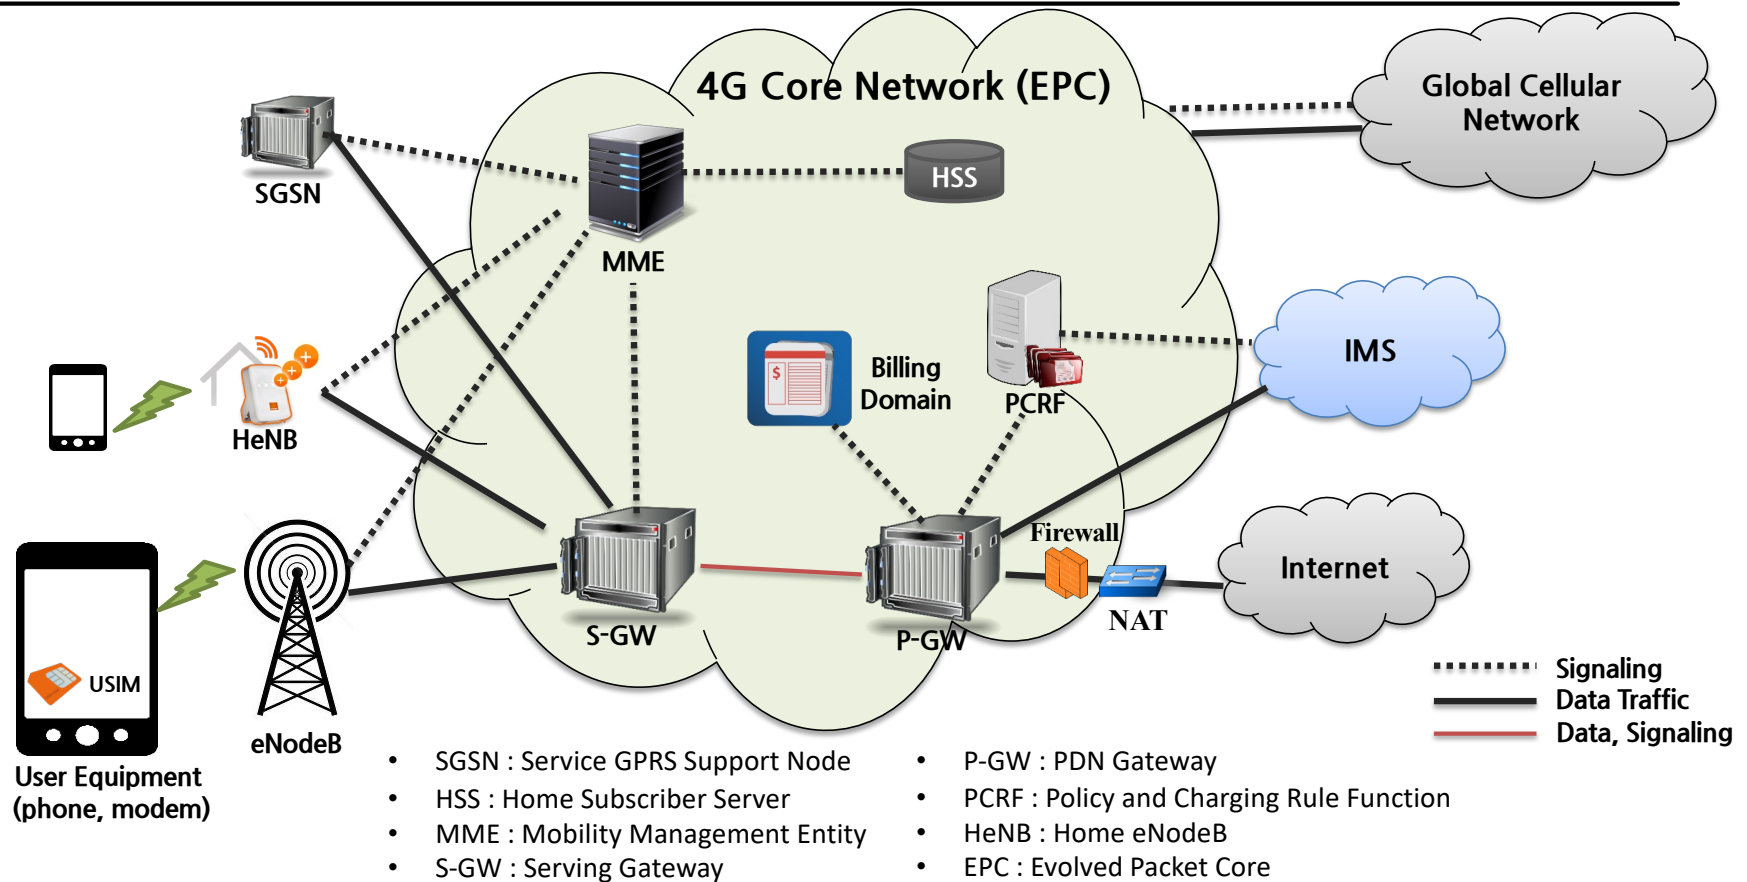 4G Core Network (EPC)
Global Cellular
Network
SGSN
HSS
MME
IMS
Billing
Domain
PCRF
HeNB
Firewall
Internet
NAT
S-GW
P-GW
USIM
eNodeB
User Equipment
(phone, modem)
Signaling
Data Traffic
Data, Signaling
• SGSN : Service GPRS Support Node
• HSS : Home Subscriber Server
• MME : Mobility Management Entity
• S-GW : Serving Gateway
• P-GW : PDN Gateway
• PCRF : Policy and Charging Rule Function
• HeNB : Home eNodeB
• EPC : Evolved Packet Core